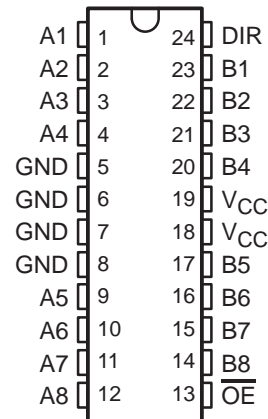 A1 1 24 DIR
A2 2 23 B1
A3 3 22 B2
A4 4 21 B3
GND 5 20 B4
GND 6 19 VCC
GND 7 18 VCC
GND 8 17 B5
A5 9 16 B6
A6 10 15 B7
A7 11 14 B8
A8 12 13 O̅E̅